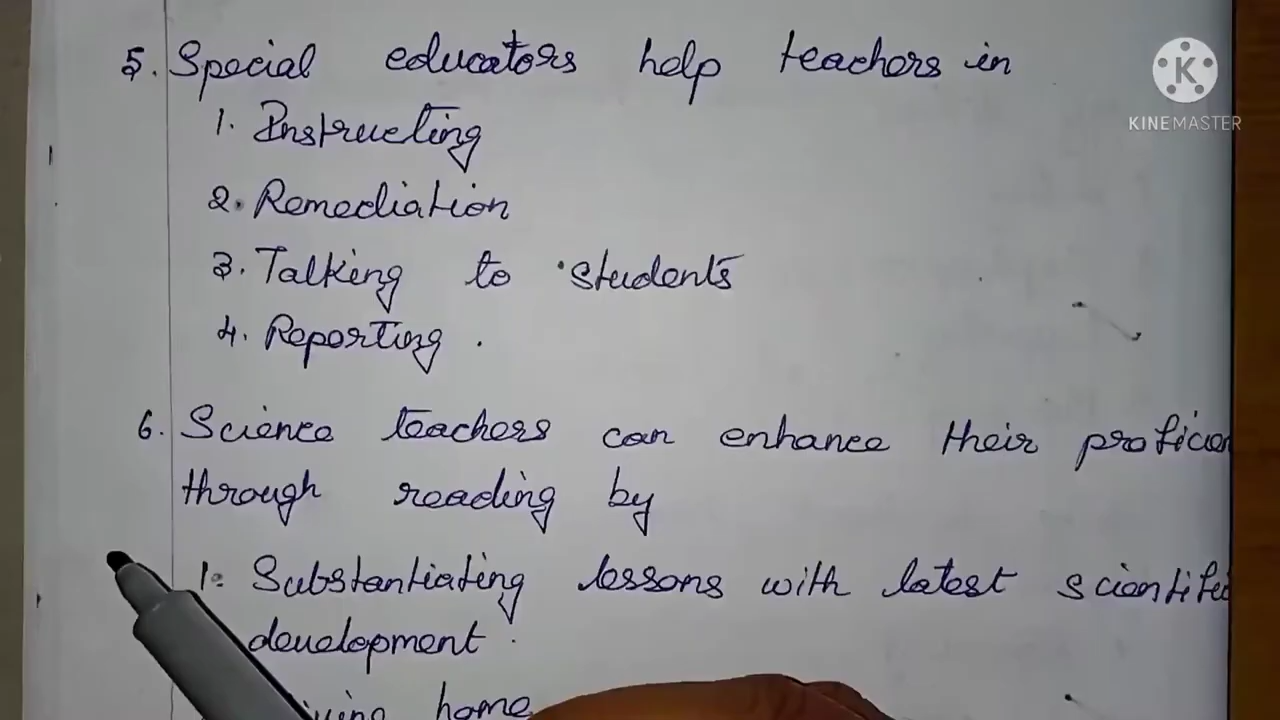 5. Special educators help teachers in
1. Instructing
2. Remediation
3. Talking to students
4. Reporting.
6. Science teachers can enhance their
through reading by
1. Substantiating lessons with latest scientific
development.
home
KINEMASTER